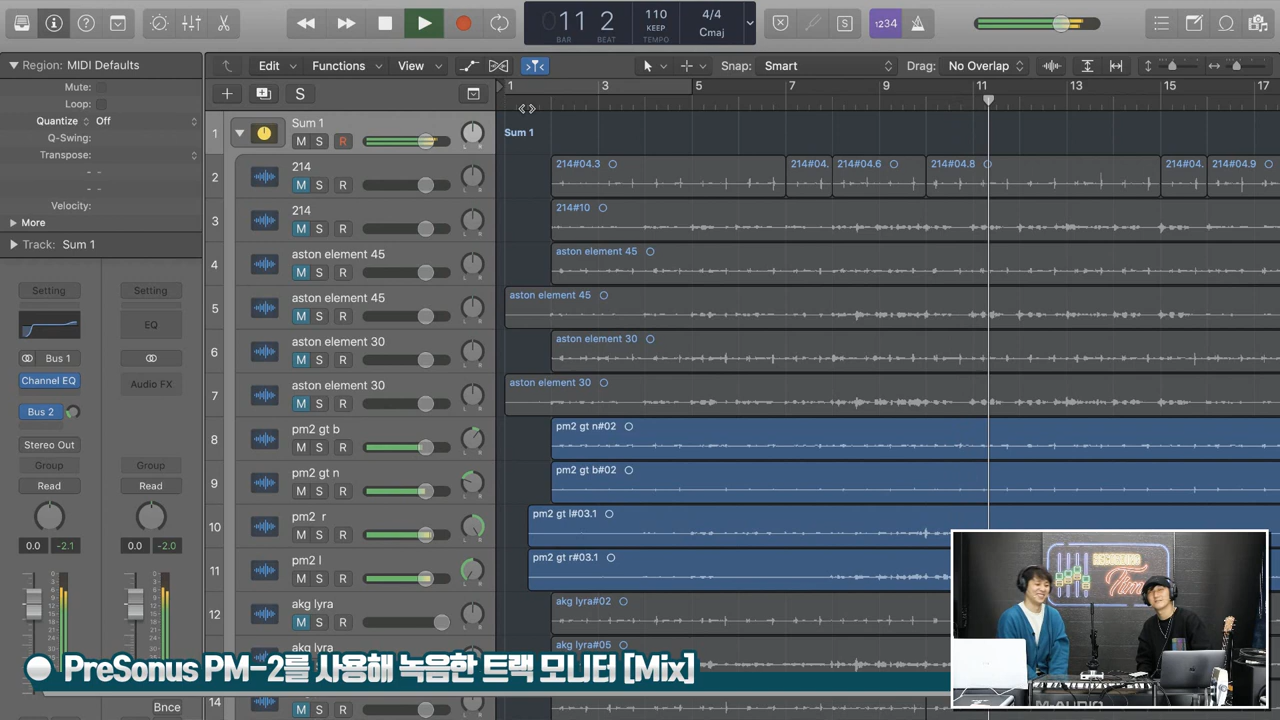 11 2
BAR BEAT
110
KEEP
TEMPO
4/4
Cmaj
1234
Region: MIDI Defaults
Mute:
Loop:
Quantize Off
Q-Swing:
Transpose:
Velocity:
More
Track: Sum 1
Edit Functions View Snap: Smart Drag: No Overlap
S
1 3 5 7 9 11 13 15 17
Setting Setting
EQ
Bus 1
Channel EQ Audio FX
Bus 2
Stereo Out
Group Group
Read Read
0.0 -2.1 0.0 -2.0
Bnce
1 Sum 1
M S R
Sum 1
2 214
M S R
214#04.3 214#04. 214#04.6 214#04.8 214#04. 214#04.9
3 214
M S R
214#10
4 aston element 45
M S R
aston element 45
5 aston element 45
M S R
aston element 45
6 aston element 30
M S R
aston element 30
7 aston element 30
M S R
aston element 30
8 pm2 gt b
M S R
pm2 gt n#02
9 pm2 gt n
M S R
pm2 gt b#02
10 pm2 r
M S R
pm2 gt l#03.1
11 pm2 l
M S R
pm2 gt r#03.1
12 akg lyra
M S R
akg lyra#02
akg lyra
akg lyra#05
14
M S R
RECORDING
Time
M-AUDIO
PreSonus PM-2를 사용해 녹음한 트랙 모니터 [Mix]